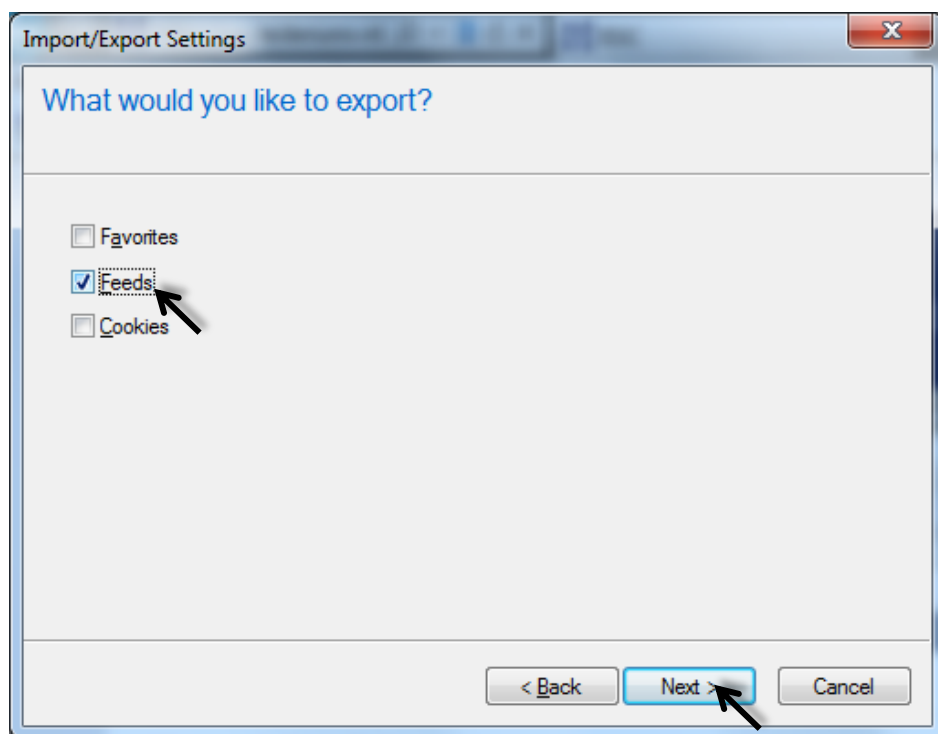 Import/Export Settings
What would you like to export?
Favorites
Feeds
Cookies
< Back Next > Cancel